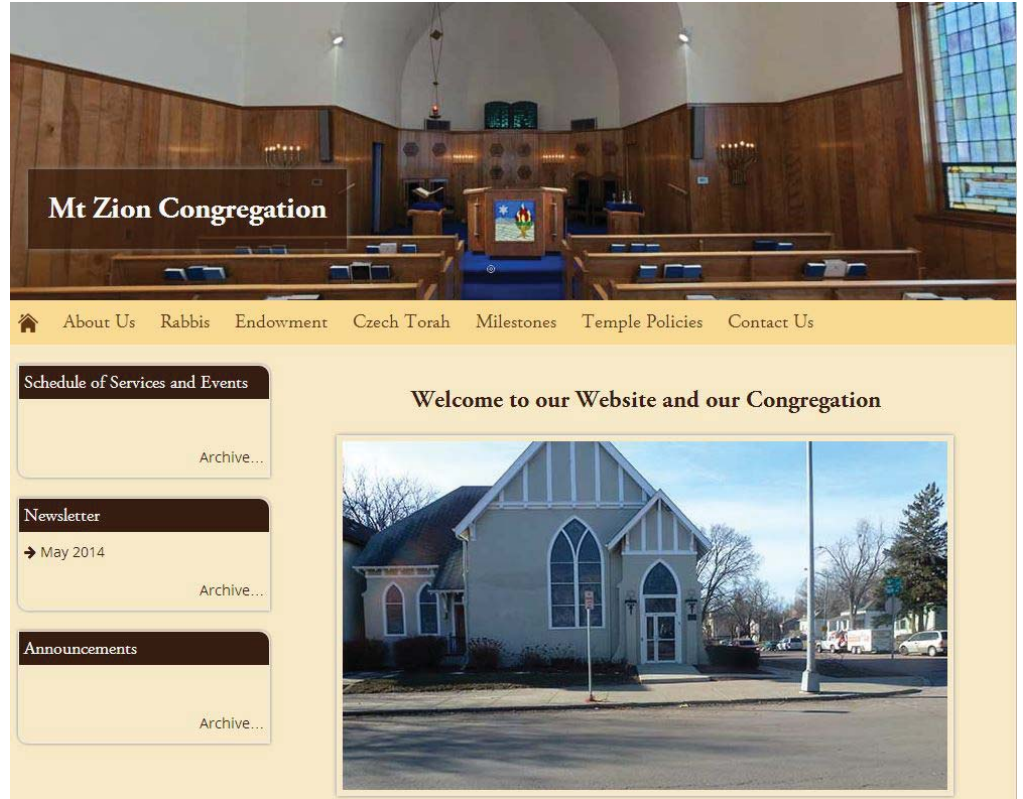 Mt Zion Congregation
About Us Rabbis Endowment Czech Torah Milestones Temple Policies Contact Us
Schedule of Services and Events
Archive...
Newsletter
May 2014
Archive...
Announcements
Archive...
Welcome to our Website and our Congregation